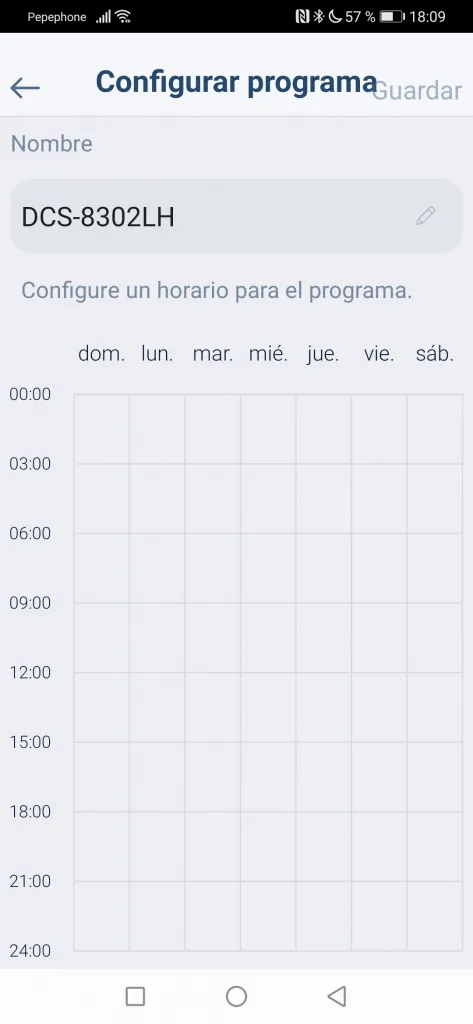 Pepephone 57 % 18:09
Configurar programa Guardar
Nombre
DCS-8302LH
Configure un horario para el programa.
dom. lun. mar. mié. jue. vie. sáb.
00:00
03:00
06:00
09:00
12:00
15:00
18:00
21:00
24:00